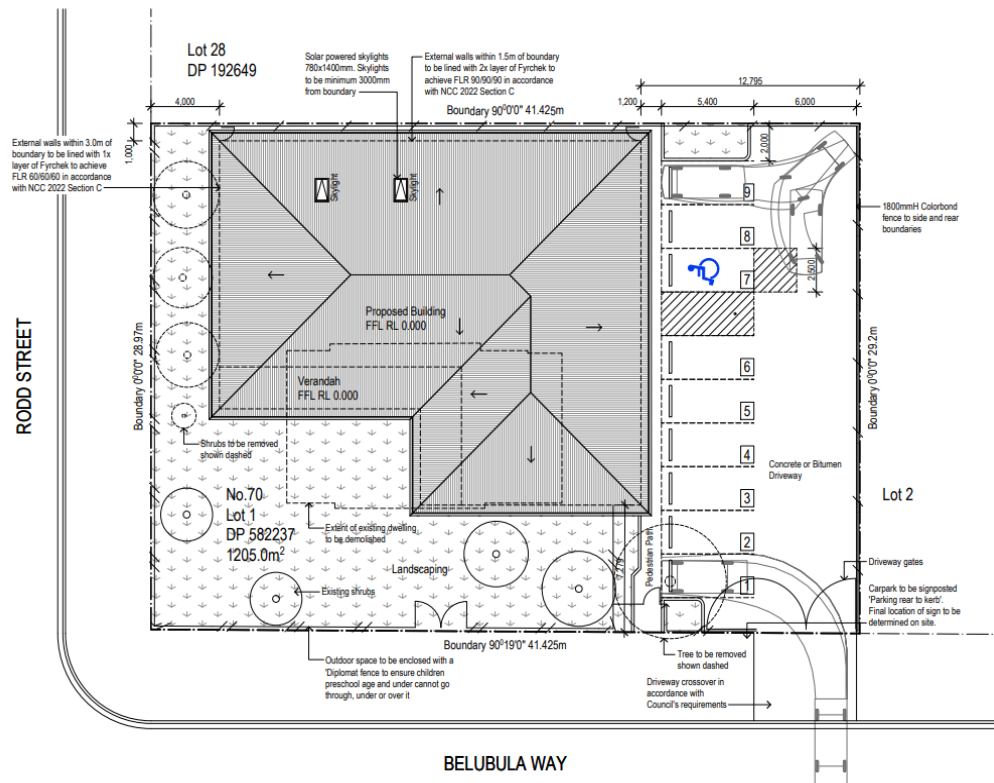 Lot 28
DP 192649
Solar powered skylights
780x1400mm. Skylights
to be minimum 3000mm
from boundary
External walls within 1.5m of boundary
to be lined with 2x layer of Fyrchek to
achieve FLR 90/90/90 in accordance
with NCC 2022 Section C
12,795
4,000
1,200
5,400
6,000
Boundary 90°0'0" 41.425m
1,000
2,000
External walls within 3.0m of
boundary to be lined with 1x
layer of Fyrchek to achieve
FLR 60/60/60 in accordance
with NCC 2022 Section C
Skylight
Skylight
9
1800mmH Colorbond
fence to side and rear
boundaries
8
7
2,500
Proposed Building
FFL RL 0.000
Verandah
FFL RL 0.000
RODD STREET
Boundary 0°0'0" 28.97m
Boundary 0°0'0" 29.2m
6
5
4
3
2
1
Shrubs to be removed
shown dashed
Concrete or Bitumen
Driveway
Lot 2
No.70
Lot 1
DP 582237
1205.0m²
Extent of existing dwelling
to be demolished
Landscaping
7,279
Pedestrian Path
Existing shrubs
Driveway gates
Carpark to be signposted
'Parking rear to kerb'.
Final location of sign to be
determined on site.
Boundary 90°19'0" 41.425m
Outdoor space to be enclosed with a
'Diplomat fence to ensure children
preschool age and under cannot go
through, under or over it
Tree to be removed
shown dashed
Driveway crossover in
accordance with
Council's requirements
BELUBULA WAY